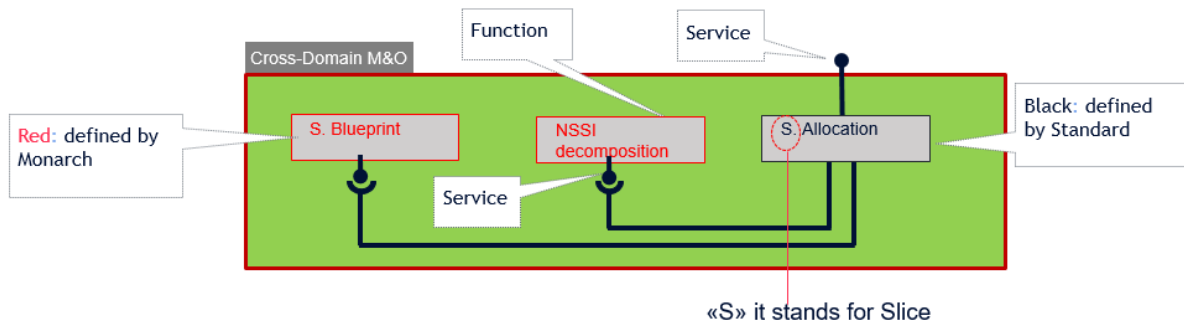 Function
Service
Cross-Domain M&O
Red: defined by
Monarch
S. Blueprint
NSSI
decomposition
S. Allocation
Black: defined
by Standard
Service
«S» it stands for Slice